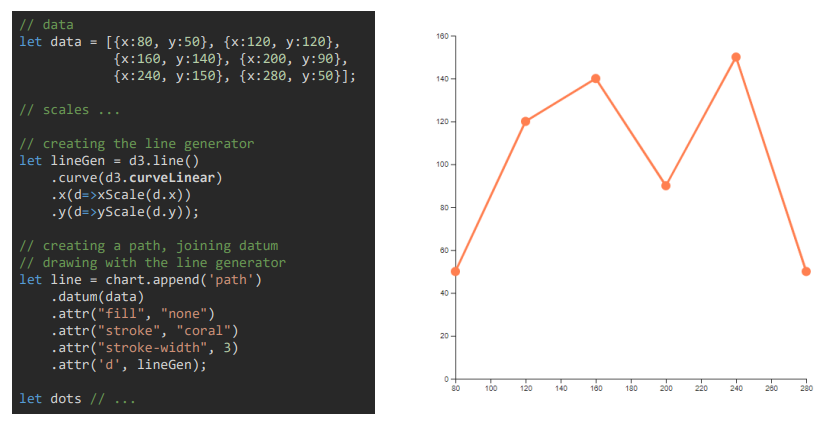 // data
let data = [{x:80, y:50}, {x:120, y:120},
{x:160, y:140}, {x:200, y:90},
{x:240, y:150}, {x:280, y:50}];
// scales ...
// creating the line generator
let lineGen = d3.line()
.curve(d3.curveLinear)
.x(d=>xScale(d.x))
.y(d=>yScale(d.y));
// creating a path, joining datum
// drawing with the line generator
let line = chart.append('path')
.datum(data)
.attr("fill", "none")
.attr("stroke", "coral")
.attr("stroke-width", 3)
.attr('d', lineGen);
let dots // ...
160
140
120
100
80
60
40
20
0
80 100 120 140 160 180 200 220 240 260 280